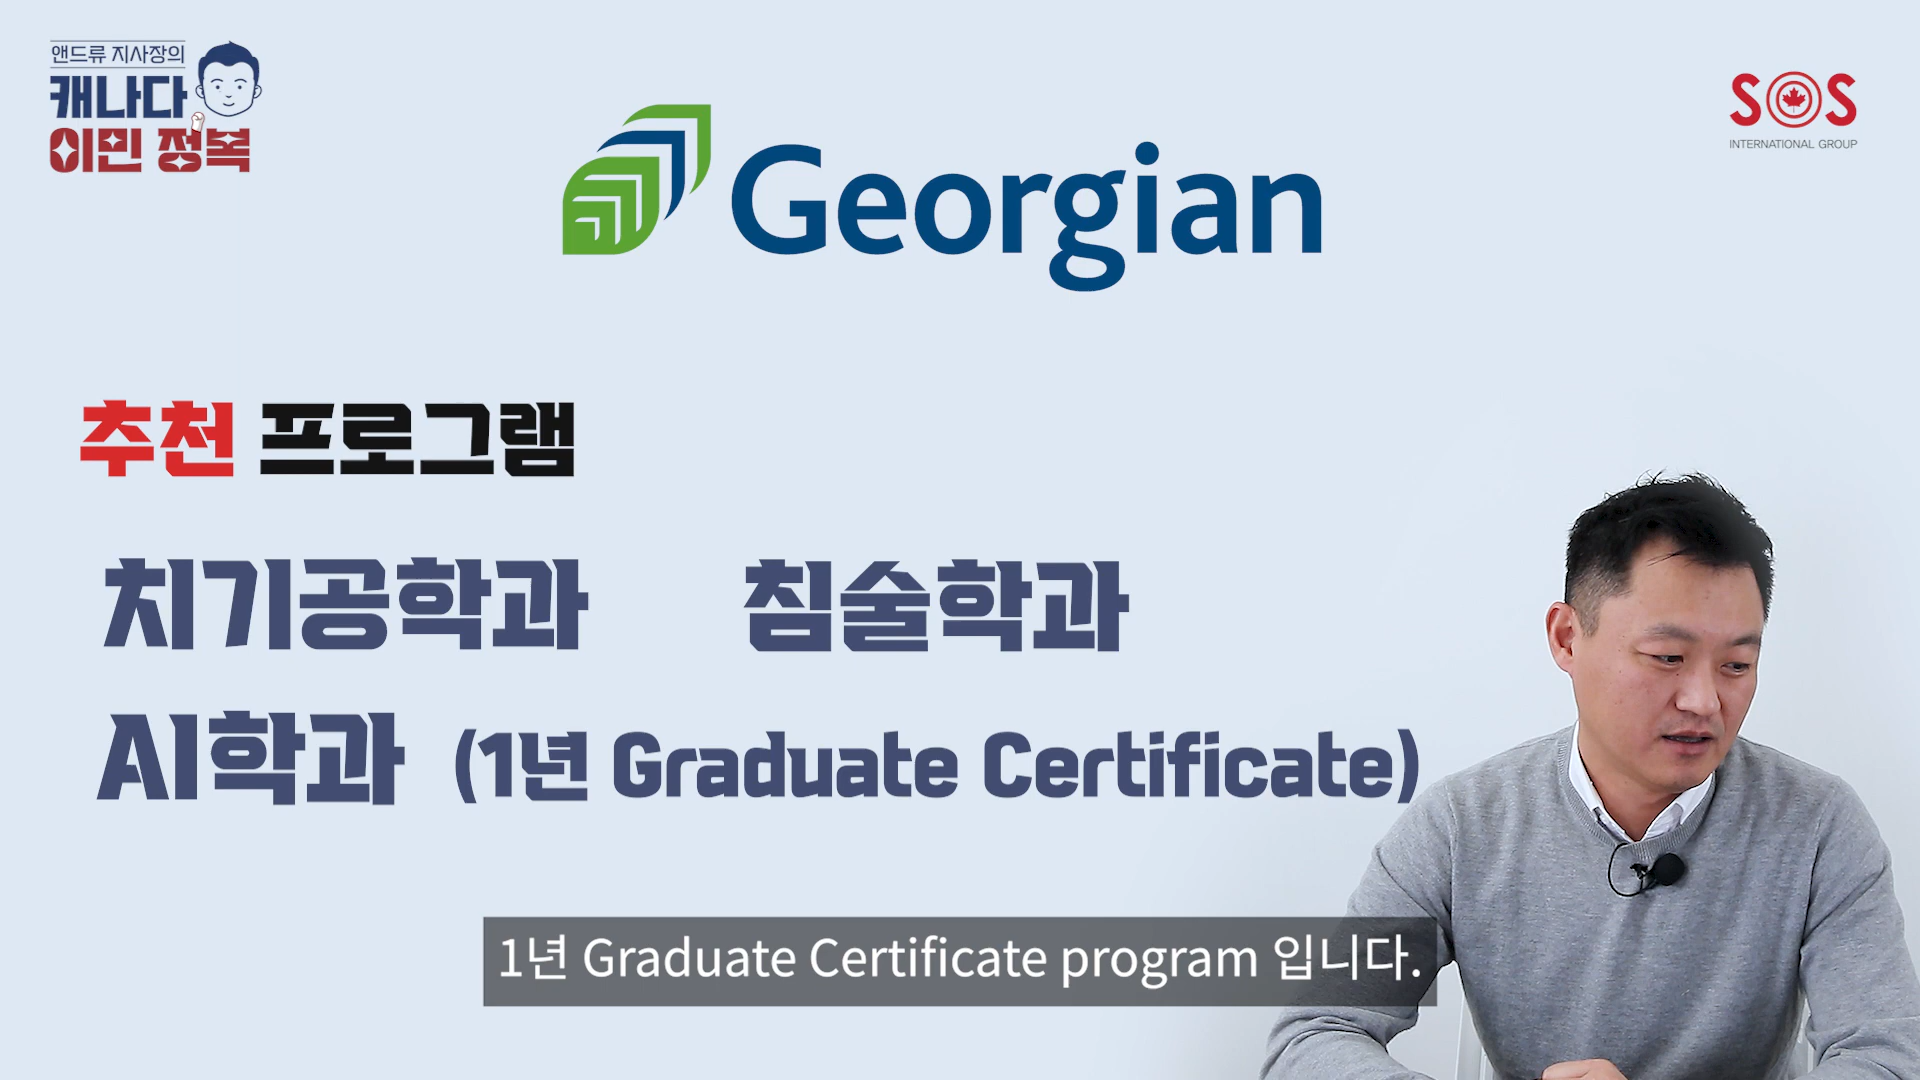 앤드류 지사장의
캐나다
이민 정복
SOS
INTERNATIONAL GROUP
Georgian
추천 프로그램
치기공학과 침술학과
AI학과 (1년 Graduate Certificate)
1년 Graduate Certificate program 입니다.